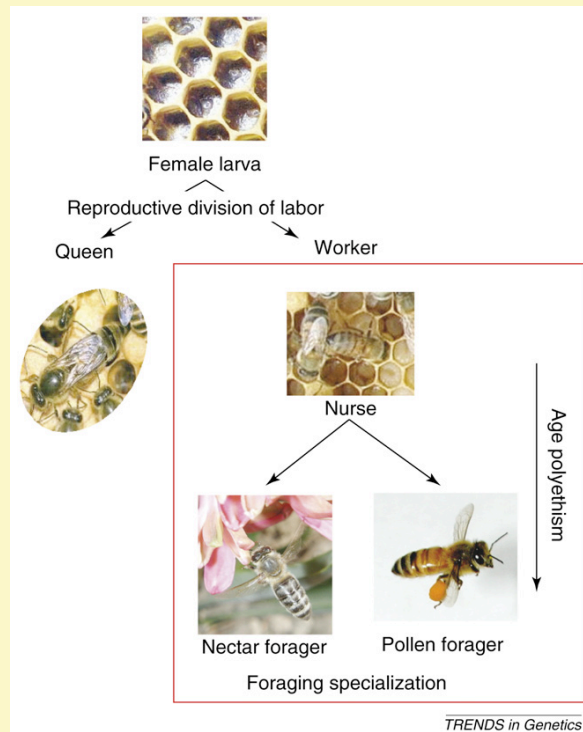 Female larva
Reproductive division of labor
Queen
Worker
Nurse
Age polyethism
Nectar forager
Pollen forager
Foraging specialization
TRENDS in Genetics